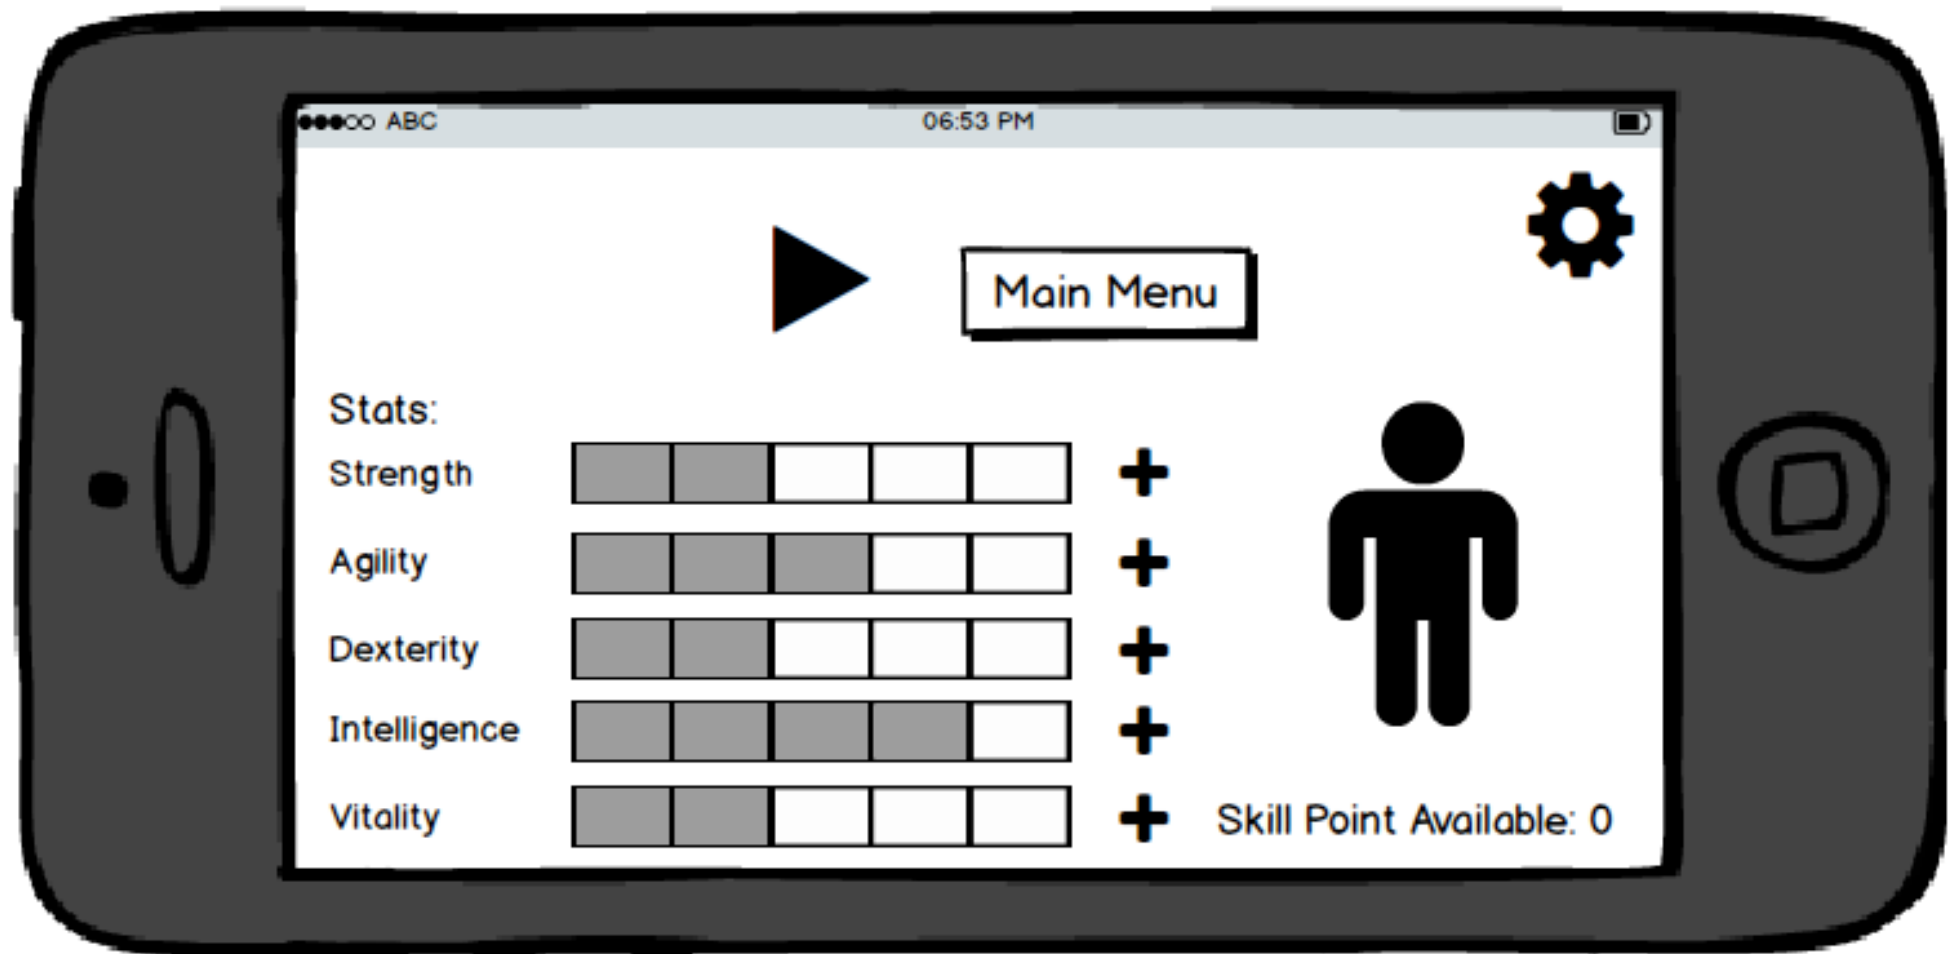 ABC 06:53 PM
Main Menu
Stats:
Strength
Agility
Dexterity
Intelligence
Vitality
Skill Point Available: 0